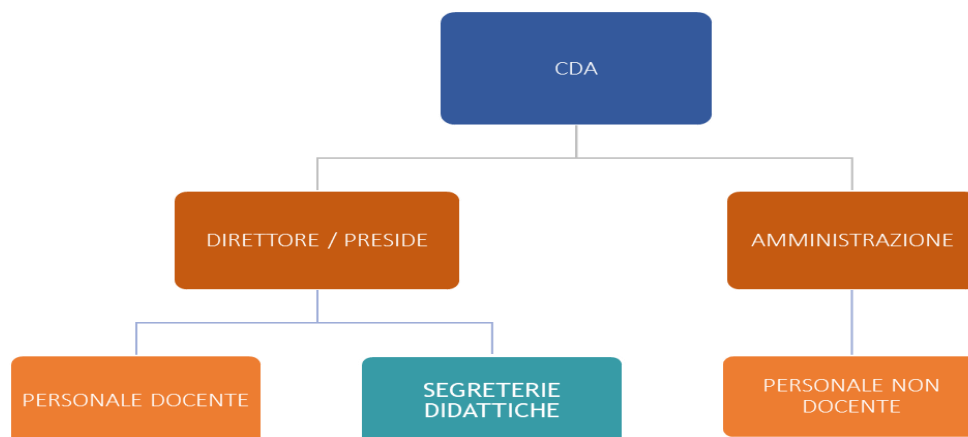 CDA
DIRETTORE / PRESIDE
AMMINISTRAZIONE
PERSONALE DOCENTE
SEGRETERIE
DIDATTICHE
PERSONALE NON
DOCENTE